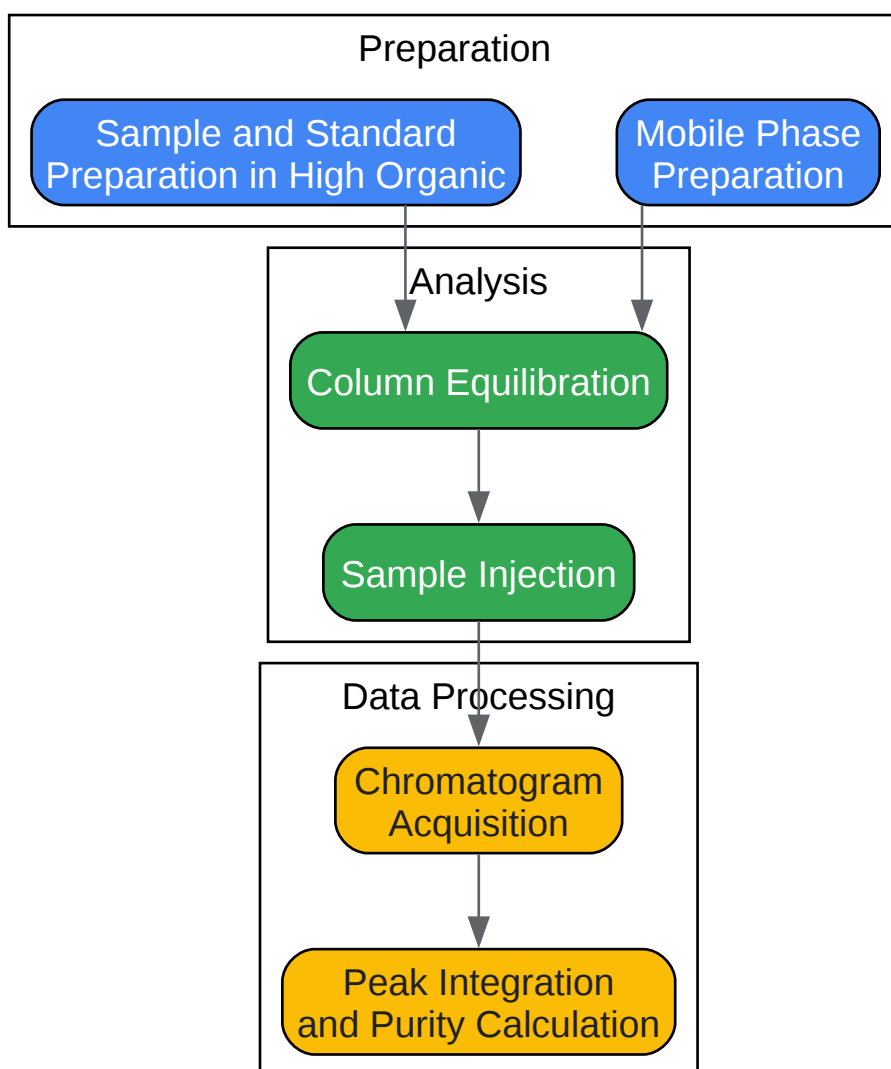 Preparation
Sample and Standard
Preparation in High Organic
Mobile Phase
Preparation
Analysis
Column Equilibration
Sample Injection
Data Processing
Chromatogram
Acquisition
Peak Integration
and Purity Calculation